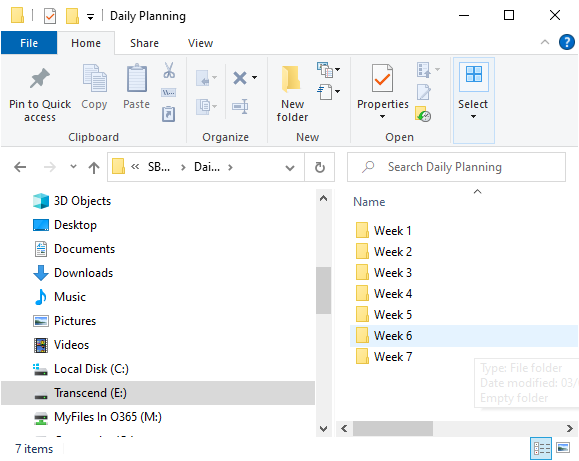 Daily Planning
File Home Share View
Pin to Quick access
Copy
Paste
New folder
Properties
Select
Clipboard Organize New Open
SB... Dai...
Search Daily Planning
Name
3D Objects
Desktop
Documents
Downloads
Music
Pictures
Videos
Local Disk (C:)
Transcend (E:)
MyFiles In O365 (M:)
Week 1
Week 2
Week 3
Week 4
Week 5
Week 6
Week 7
Type: File folder
Date modified: 03/
Empty folder
7 items